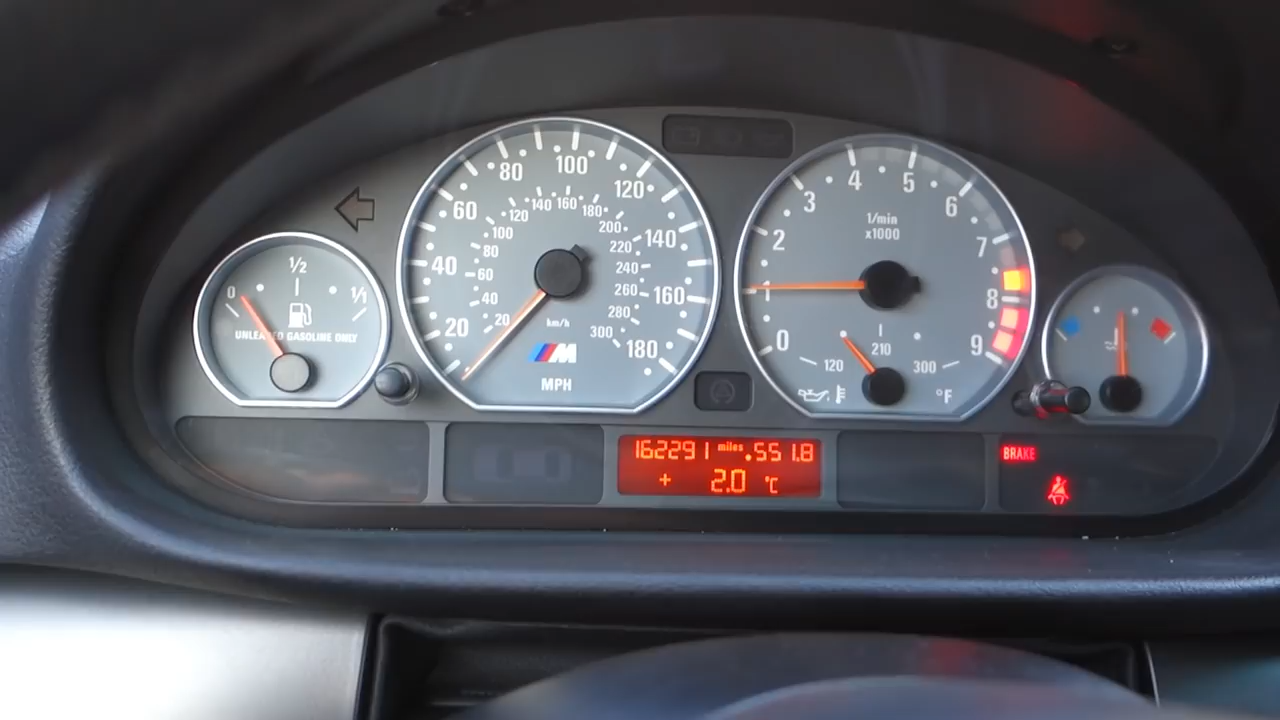 0 1/2 1/1
UNLEADED GASOLINE ONLY
20 40 60 80 100 120 140 160 180
20 40 60 80 100 120 140 160 180 200 220 240 260 280 300
km/h
M
MPH
0 1 2 3 4 5 6 7 8 9
1/min
x1000
120 210 300
°F
162291 miles .551.8
+ 2.0 °C
BRAKE